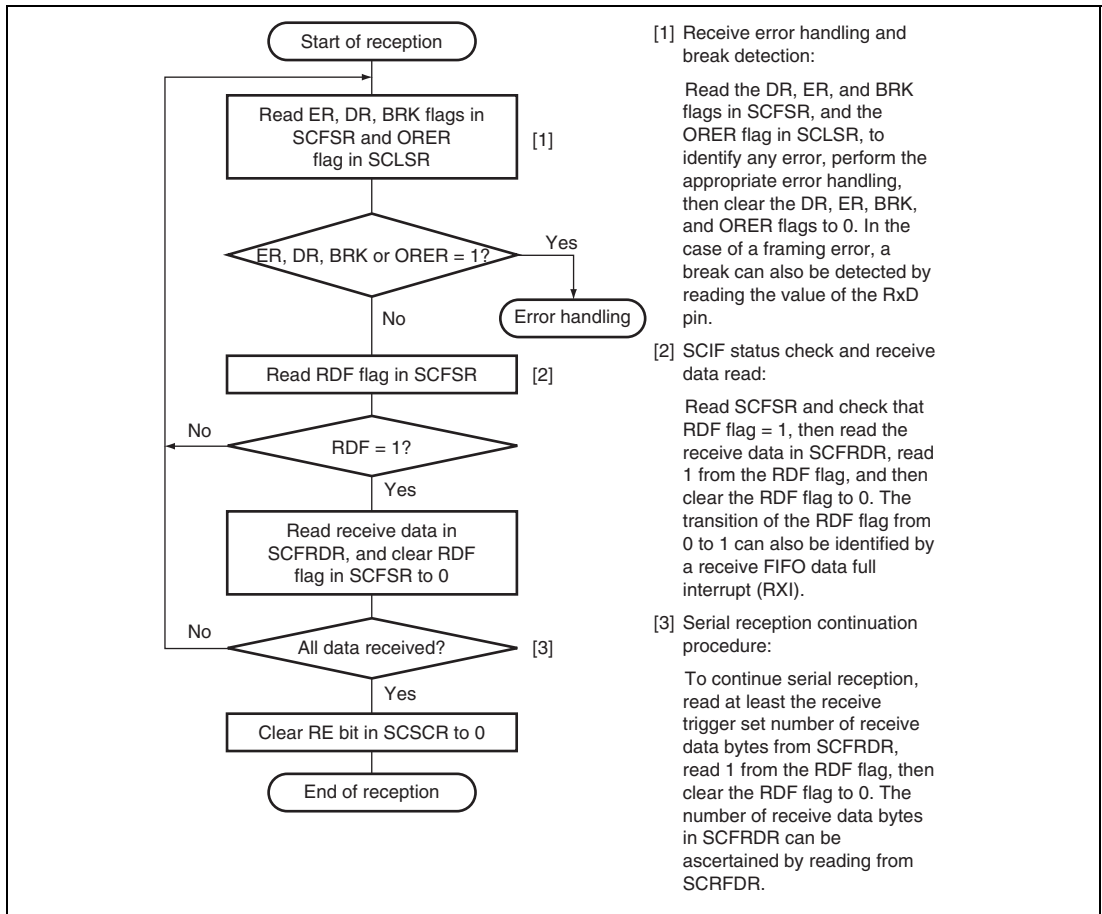 Start of reception
Read ER, DR, BRK flags in
SCFSR and ORER
flag in SCLSR
[1]
ER, DR, BRK or ORER = 1?
Yes
Error handling
No
Read RDF flag in SCFSR
[2]
No
RDF = 1?
Yes
Read receive data in
SCFRDR, and clear RDF
flag in SCFSR to 0
No
All data received?
[3]
Yes
Clear RE bit in SCSCR to 0
End of reception
[1] Receive error handling and
break detection:
Read the DR, ER, and BRK
flags in SCFSR, and the
ORER flag in SCLSR, to
identify any error, perform the
appropriate error handling,
then clear the DR, ER, BRK,
and ORER flags to 0. In the
case of a framing error, a
break can also be detected by
reading the value of the RxD
pin.
[2] SCIF status check and receive
data read:
Read SCFSR and check that
RDF flag = 1, then read the
receive data in SCFRDR, read
1 from the RDF flag, and then
clear the RDF flag to 0. The
transition of the RDF flag from
0 to 1 can also be identified by
a receive FIFO data full
interrupt (RXI).
[3] Serial reception continuation
procedure:
To continue serial reception,
read at least the receive
trigger set number of receive
data bytes from SCFRDR,
read 1 from the RDF flag, then
clear the RDF flag to 0. The
number of receive data bytes
in SCFRDR can be
ascertained by reading from
SCRFDR.